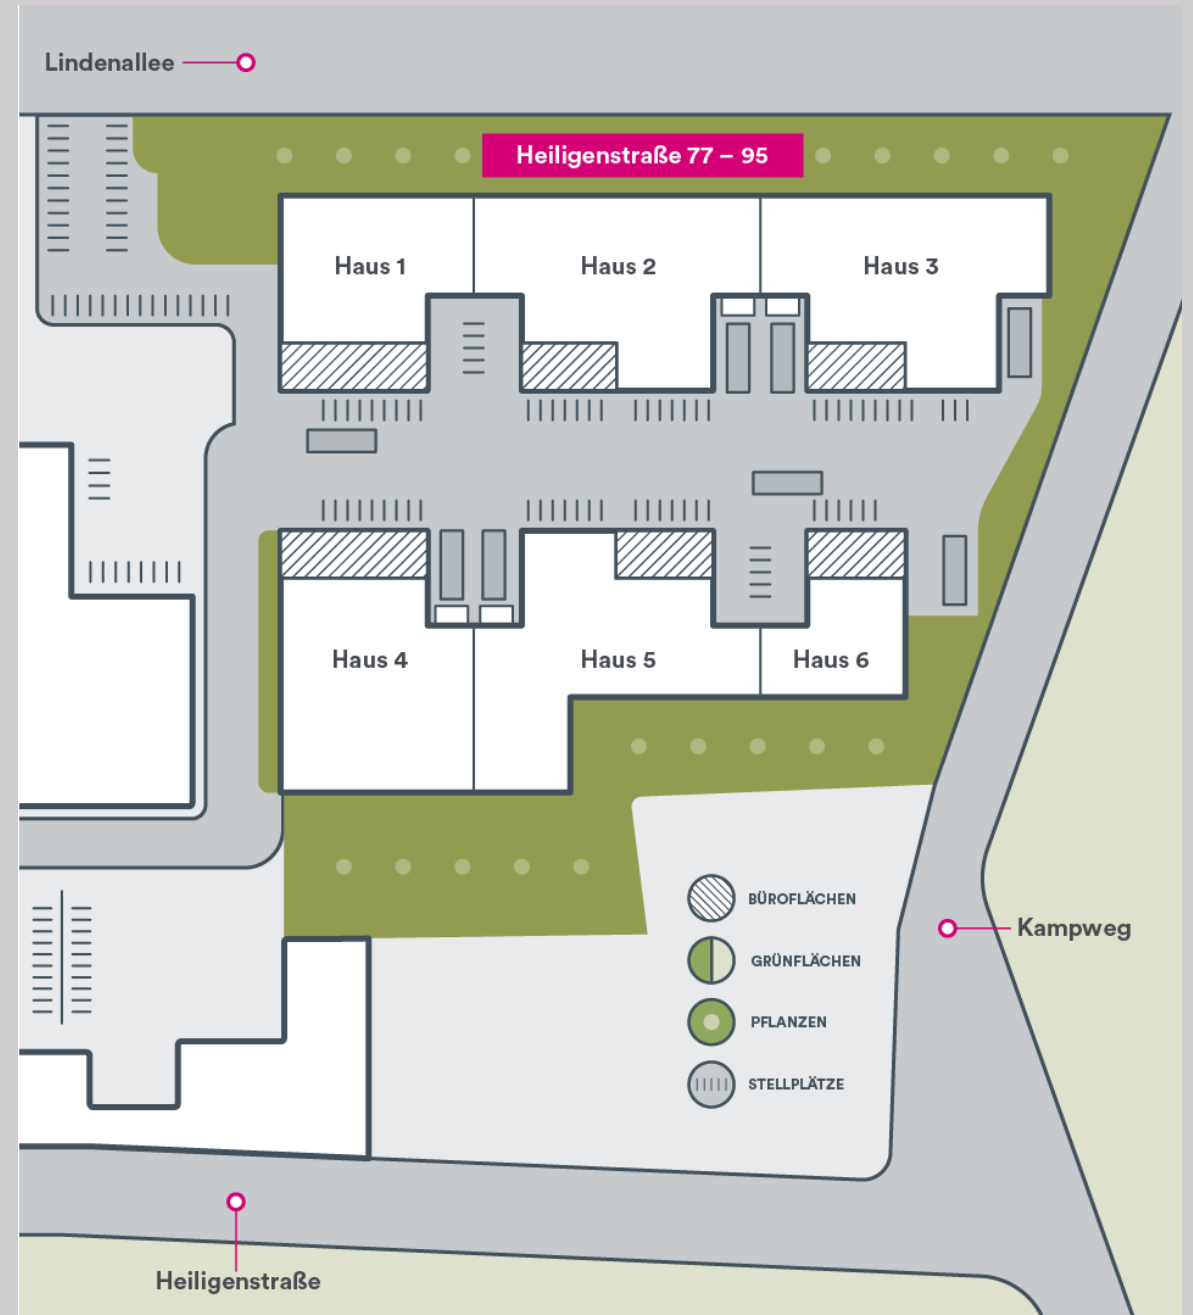 Lindenallee
Heiligenstraße 77 – 95
Haus 1
Haus 2
Haus 3
Haus 4
Haus 5
Haus 6
BÜROFLÄCHEN
GRÜNFLÄCHEN
PFLANZEN
STELLPLÄTZE
Kampweg
Heiligenstraße